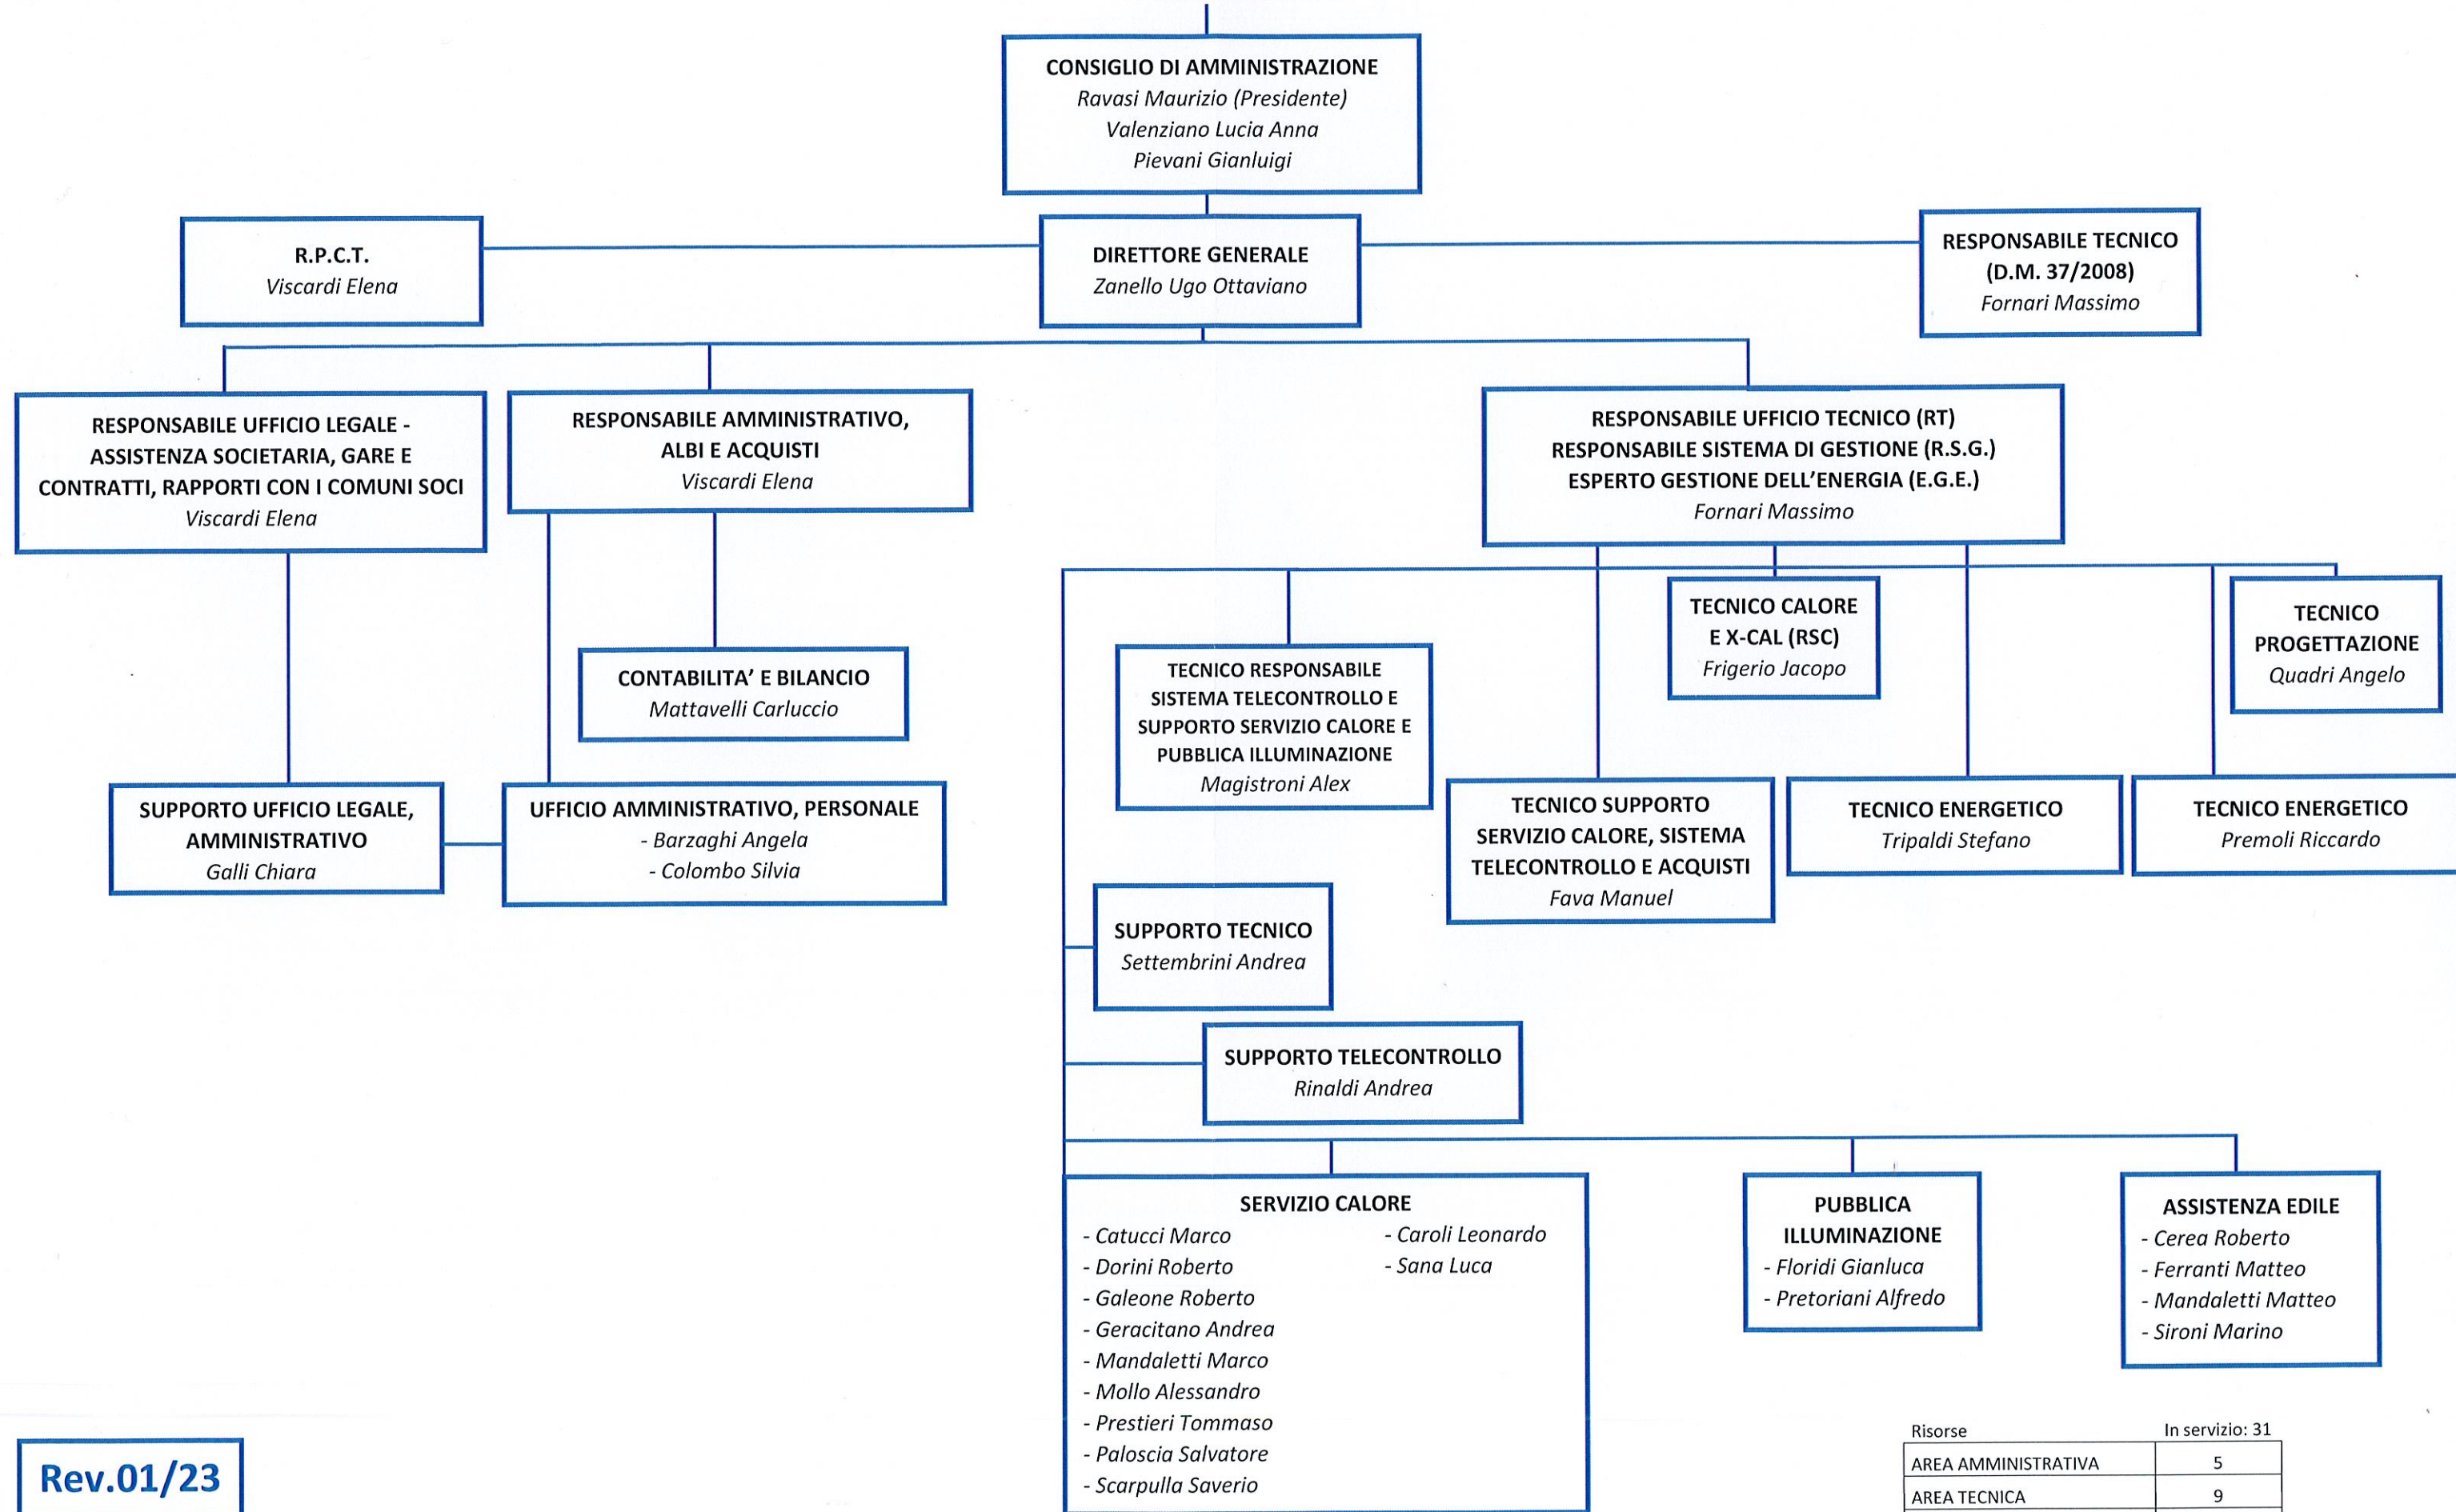 CONSIGLIO DI AMMINISTRAZIONE
Ravasi Maurizio (Presidente)
Valenziano Lucia Anna
Pievani Gianluigi
R.P.C.T.
Viscardi Elena
DIRETTORE GENERALE
Zanello Ugo Ottaviano
RESPONSABILE TECNICO
(D.M. 37/2008)
Fornari Massimo
RESPONSABILE UFFICIO LEGALE -
ASSISTENZA SOCIETARIA, GARE E
CONTRATTI, RAPPORTI CON I COMUNI SOCI
Viscardi Elena
RESPONSABILE AMMINISTRATIVO,
ALBI E ACQUISTI
Viscardi Elena
RESPONSABILE UFFICIO TECNICO (RT)
RESPONSABILE SISTEMA DI GESTIONE (R.S.G.)
ESPERTO GESTIONE DELL'ENERGIA (E.G.E.)
Fornari Massimo
CONTABILITA' E BILANCIO
Mattavelli Carluccio
TECNICO RESPONSABILE
SISTEMA TELECONTROLLO E
SUPPORTO SERVIZIO CALORE E
PUBBLICA ILLUMINAZIONE
Magistroni Alex
TECNICO CALORE
E X-CAL (RSC)
Frigerio Jacopo
TECNICO
PROGETTAZIONE
Quadri Angelo
SUPPORTO UFFICIO LEGALE,
AMMINISTRATIVO
Galli Chiara
UFFICIO AMMINISTRATIVO, PERSONALE
- Barzaghi Angela
- Colombo Silvia
TECNICO SUPPORTO
SERVIZIO CALORE, SISTEMA
TELECONTROLLO E ACQUISTI
Fava Manuel
TECNICO ENERGETICO
Tripaldi Stefano
TECNICO ENERGETICO
Premoli Riccardo
SUPPORTO TECNICO
Settembrini Andrea
SUPPORTO TELECONTROLLO
Rinaldi Andrea
SERVIZIO CALORE
- Catucci Marco
- Dorini Roberto
- Galeone Roberto
- Geracitano Andrea
- Mandaletti Marco
- Mollo Alessandro
- Prestieri Tommaso
- Paloscia Salvatore
- Scarpulla Saverio
- Caroli Leonardo
- Sana Luca
PUBBLICA
ILLUMINAZIONE
- Floridi Gianluca
- Pretoriani Alfredo
ASSISTENZA EDILE
- Cerea Roberto
- Ferranti Matteo
- Mandaletti Matteo
- Sironi Marino
Rev.01/23
Risorse In servizio: 31
AREA AMMINISTRATIVA 5
AREA TECNICA 9